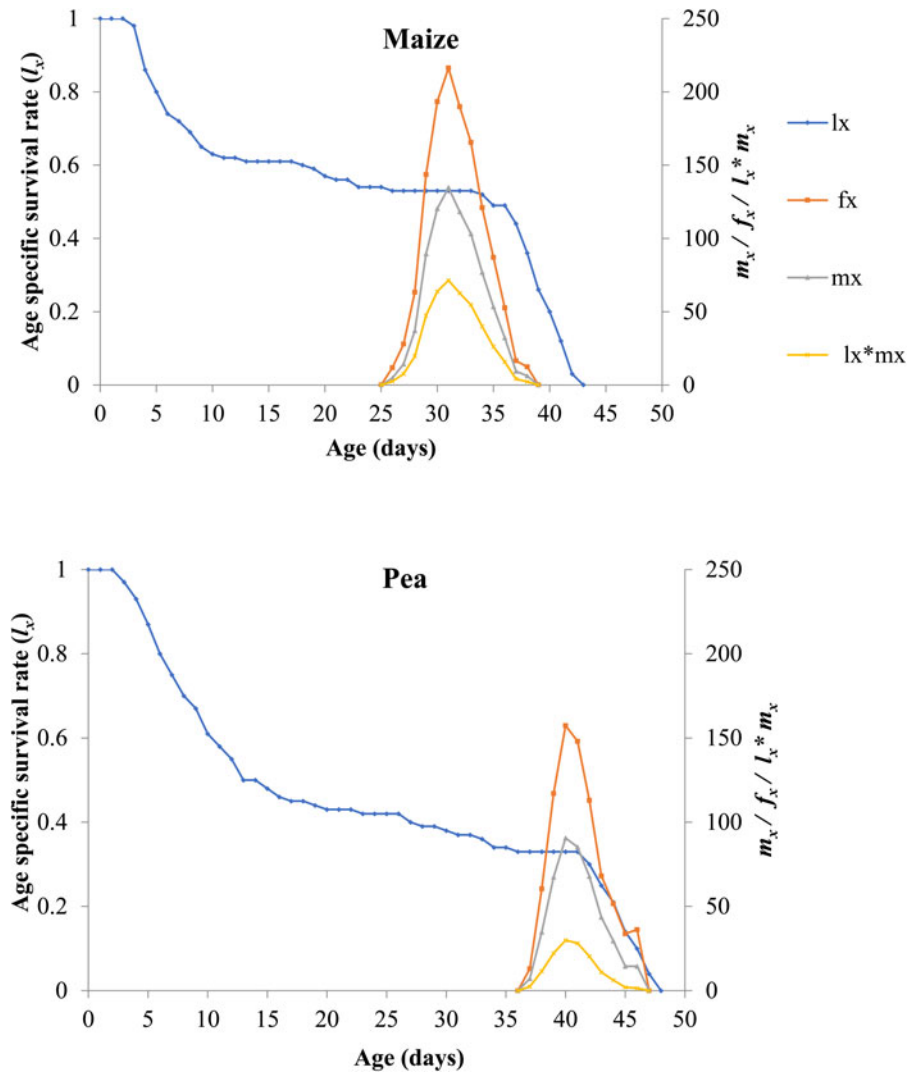 Maize
Age specific survival rate (lx)
1
0.8
0.6
0.4
0.2
0
250
200
150
100
50
0
mx / fx / lx* mx
0 5 10 15 20 25 30 35 40 45 50
Age (days)
lx
fx
mx
lx*mx
Pea
Age specific survival rate (lx)
1
0.8
0.6
0.4
0.2
0
250
200
150
100
50
0
mx / fx / lx* mx
0 5 10 15 20 25 30 35 40 45 50
Age (days)